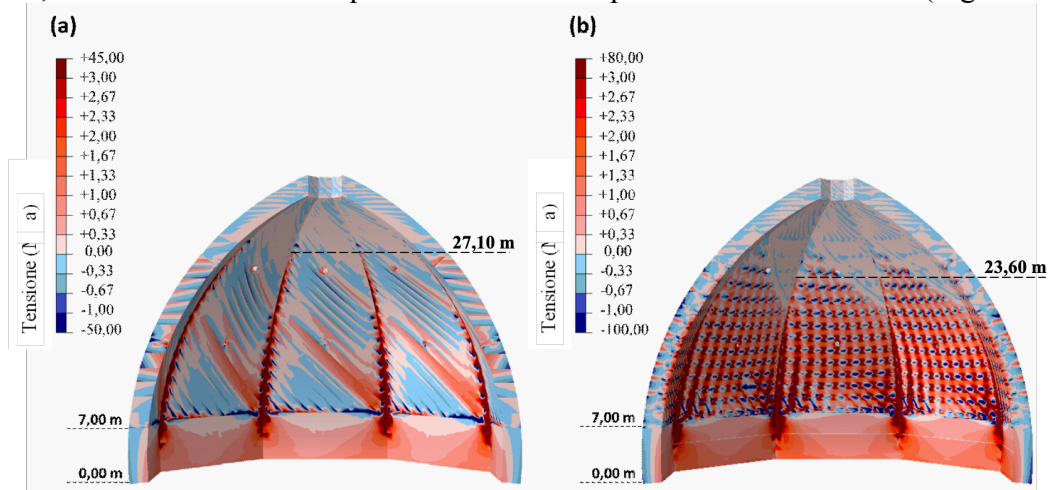 (a)
+45,00
+3,00
+2,67
+2,33
+2,00
+1,67
+1,33
+1,00
+0,67
+0,33
0,00
-0,33
-0,67
-1,00
-50,00
Tensione (
a)
27,10 m
7,00 m
0,00 m
(b)
+80,00
+3,00
+2,67
+2,33
+2,00
+1,67
+1,33
+1,00
+0,67
+0,33
0,00
-0,33
-0,67
-1,00
-100,00
Tensione (
a)
23,60 m
7,00 m
0,00 m